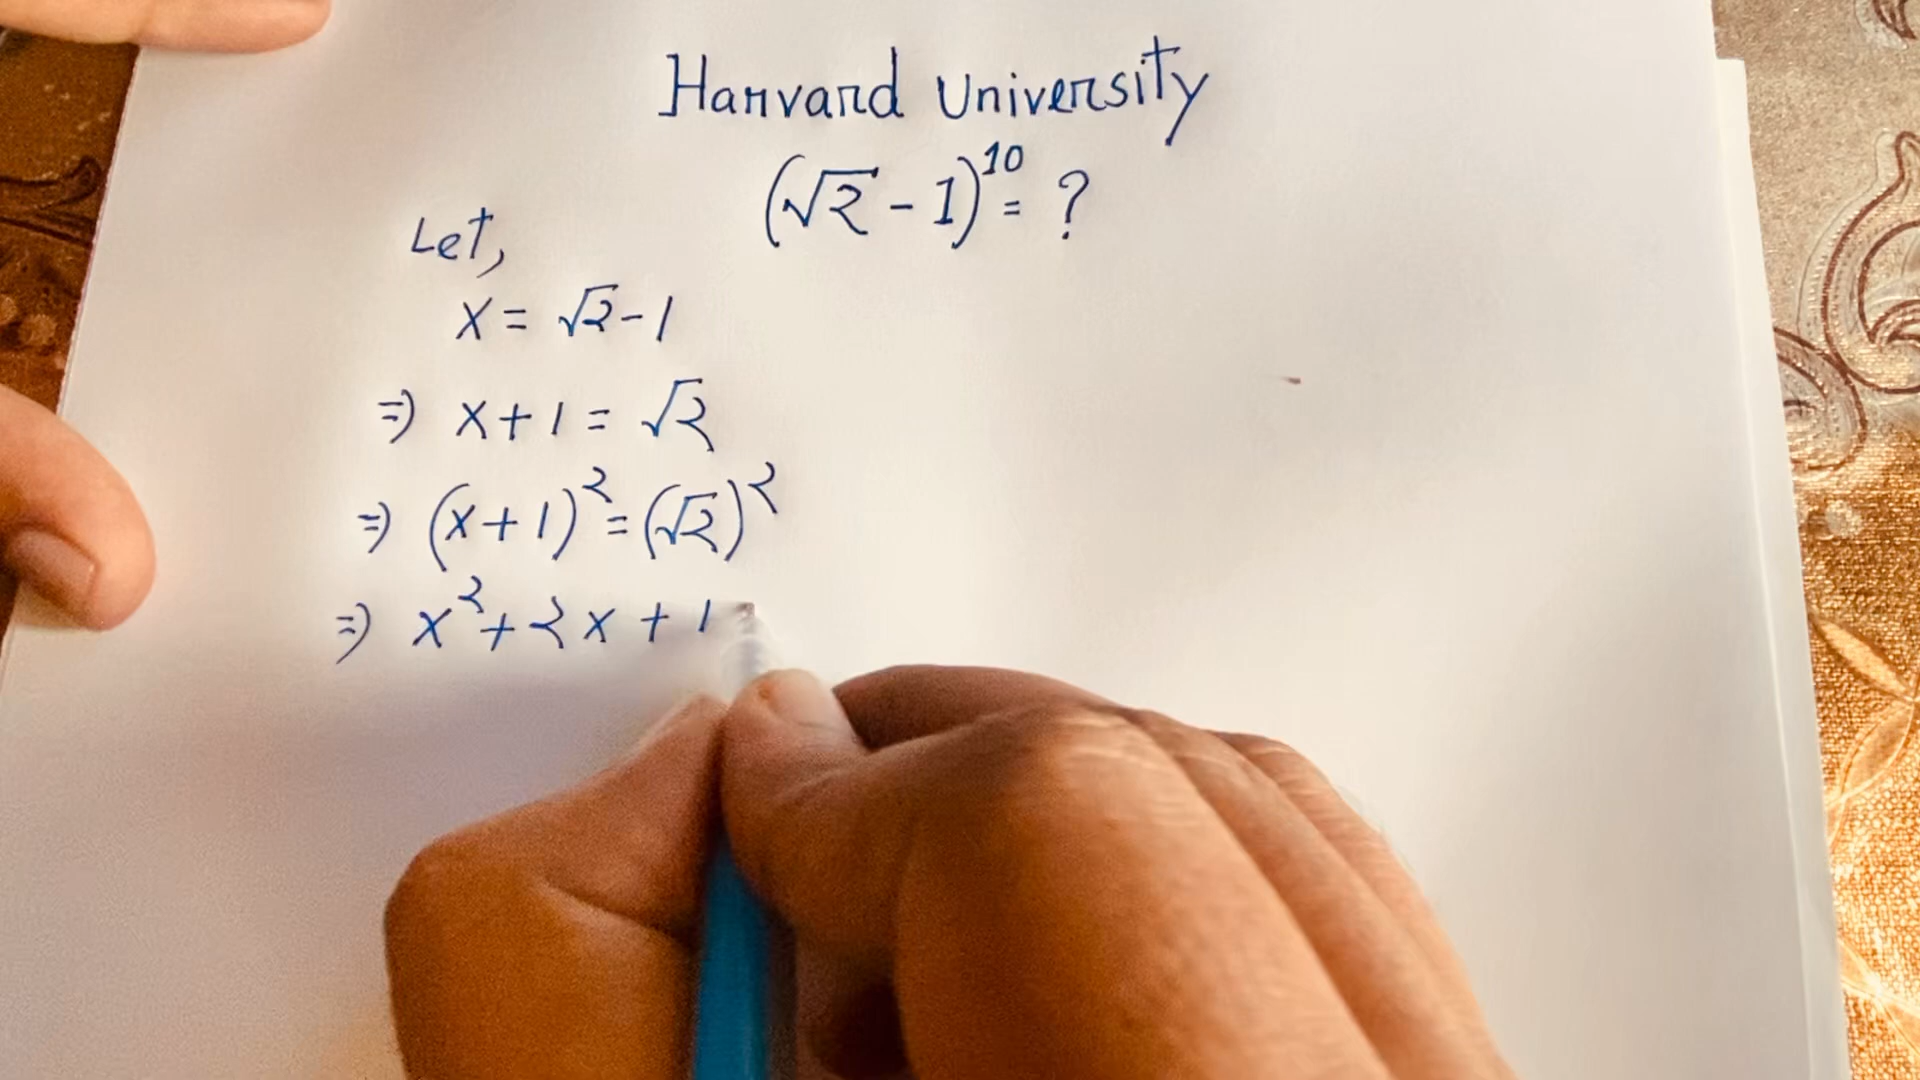 Harvard University
(√2 - 1)^10 = ?
Let,
x = √2 - 1
⇒ x + 1 = √2
⇒ (x + 1)^2 = (√2)^2
⇒ x^2 + 2x + 1